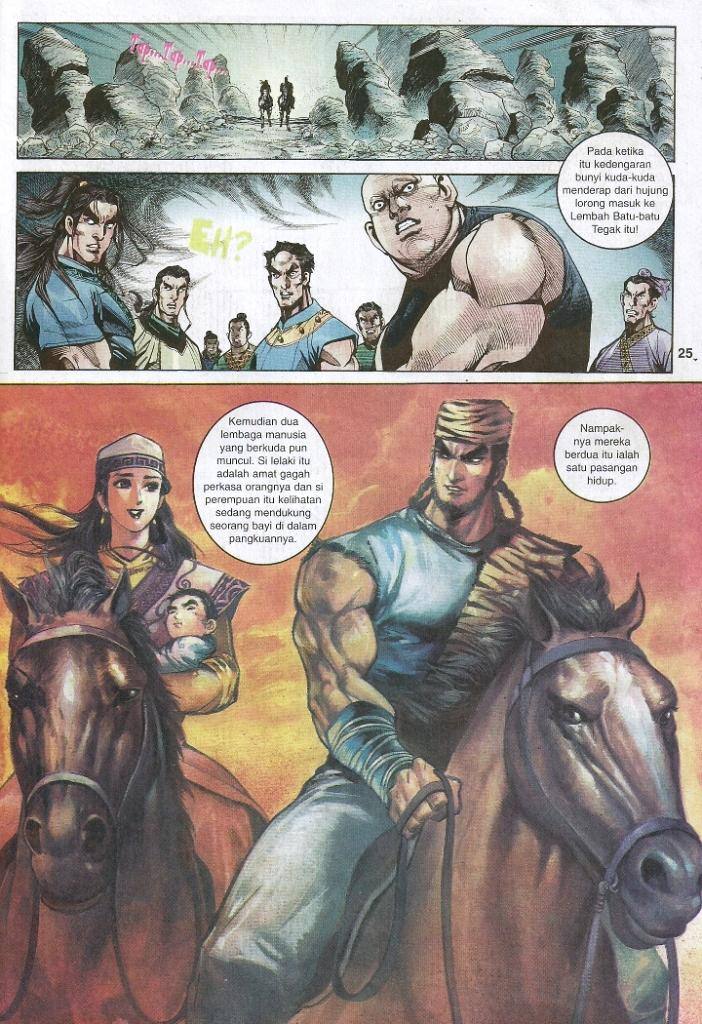 Tap...Tap...Tap...
Pada ketika
itu kedengaran
bunyi kuda-kuda
menderap dari hujung
lorong masuk ke
Lembah Batu-batu
Tegak itu!
EH?
25
Kemudian dua
lembaga manusia
yang berkuda pun
muncul. Si lelaki itu
adalah amat gagah
perkasa orangnya dan si
perempuan itu kelihatan
sedang mendukung
seorang bayi di dalam
pangkuannya.
Nampak-
nya mereka
berdua itu ialah
satu pasangan
hidup.